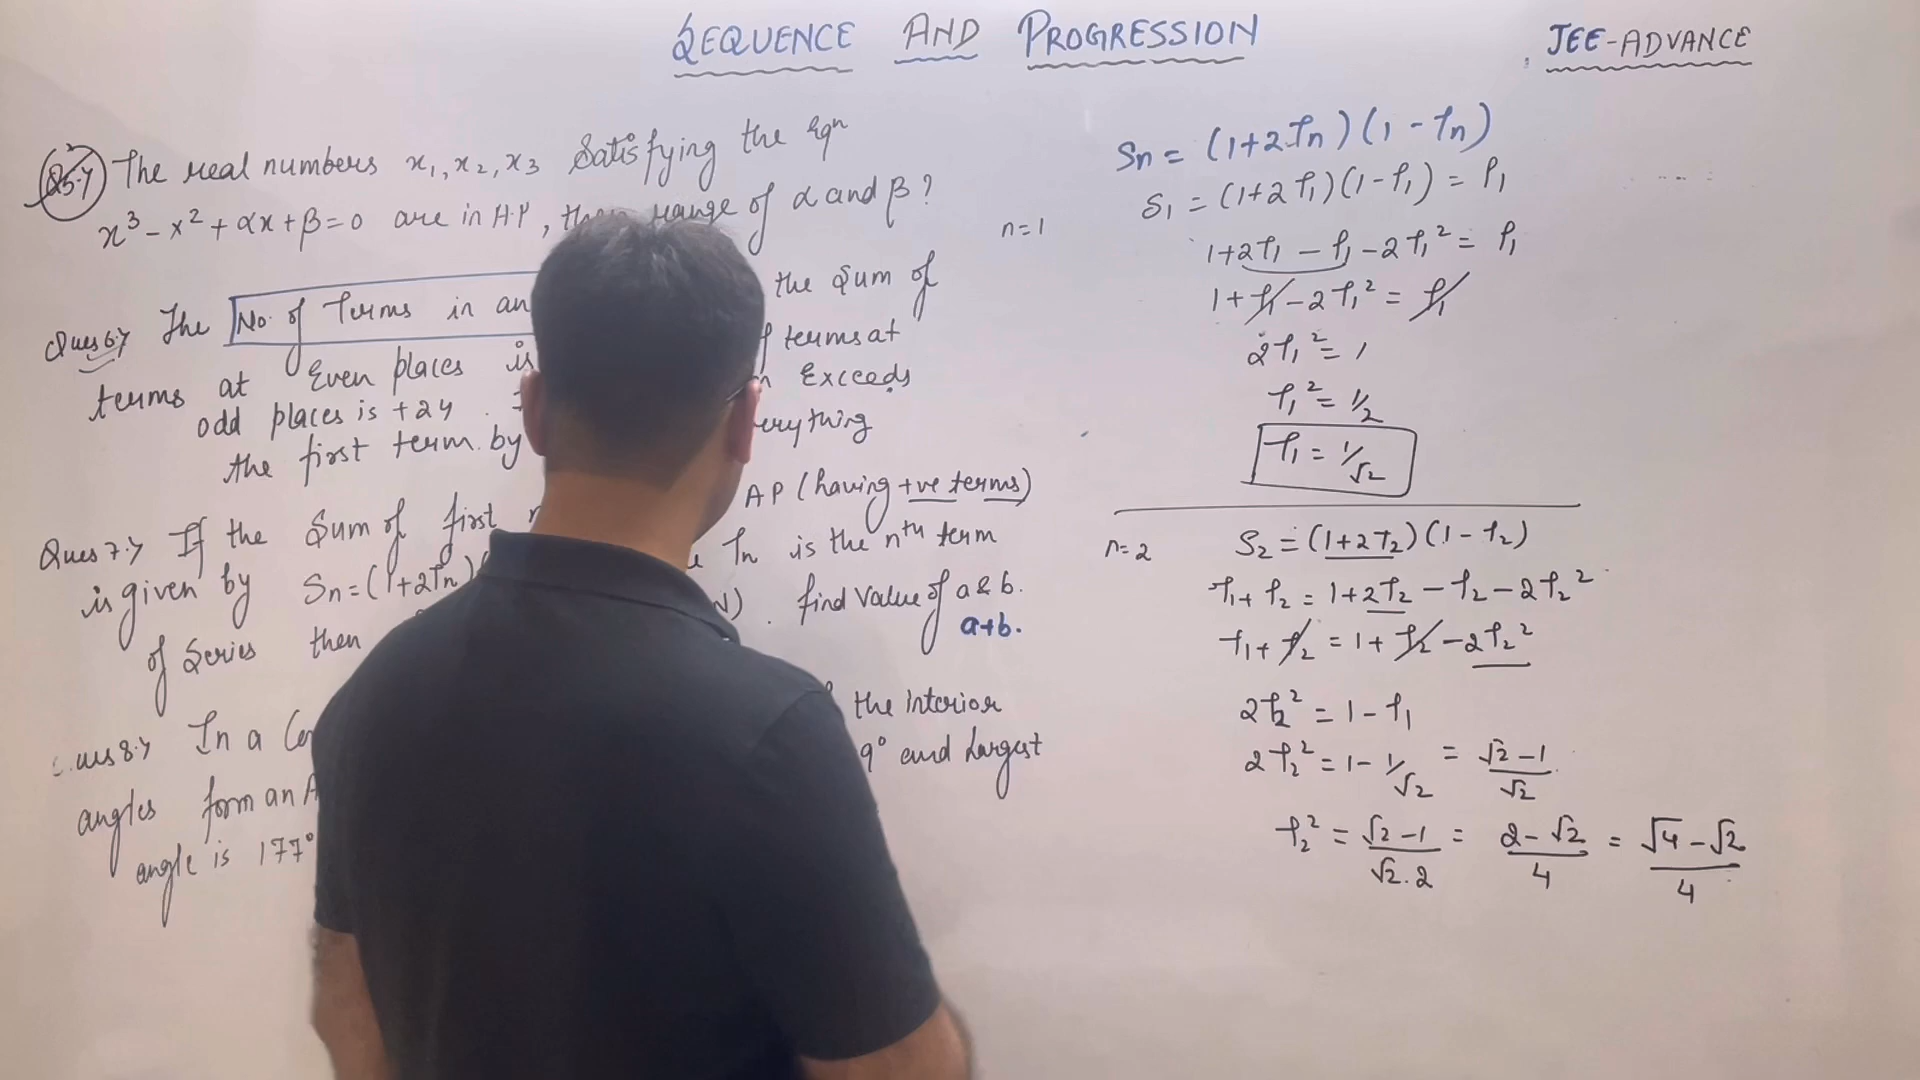 SEQUENCE AND PROGRESSION
JEE-ADVANCE
Q5.7 The real numbers x₁, x₂, x₃ Satisfying the Eqn
x³ - x² + αx + β = 0 are in A.P, then range of α and β ?
Ques 6.7 The No. of Terms in an the Sum of
terms at Even places is terms at
odd places is +24 . Exceeds
the first term by
Ques 7.7 If the Sum of first AP (having +ve terms)
is given by Sn = (1+2Tn)( Tn is the nth term
of Series then find Value of a & b.
a+b.
8.7 In a the interior
angles form an A 9° and Largest
angle is 177°
Sn = (1+2Tn)(1-Tn)
n=1
S₁ = (1+2T₁)(1-T₁) = T₁
1+2T₁ - T₁ - 2T₁² = T₁
1+T₁ - 2T₁² = T₁
2T₁² = 1
T₁² = 1/2
T₁ = 1/√2
n=2 S₂ = (1+2T₂)(1-T₂)
T₁+T₂ = 1+2T₂ - T₂ - 2T₂²
T₁+T₂ = 1+T₂ - 2T₂²
2T₂² = 1-T₁
2T₂² = 1-1/√2 = √2-1/√2
T₂² = √2-1/√2.2 = 2-√2/4 = √4-√2/4